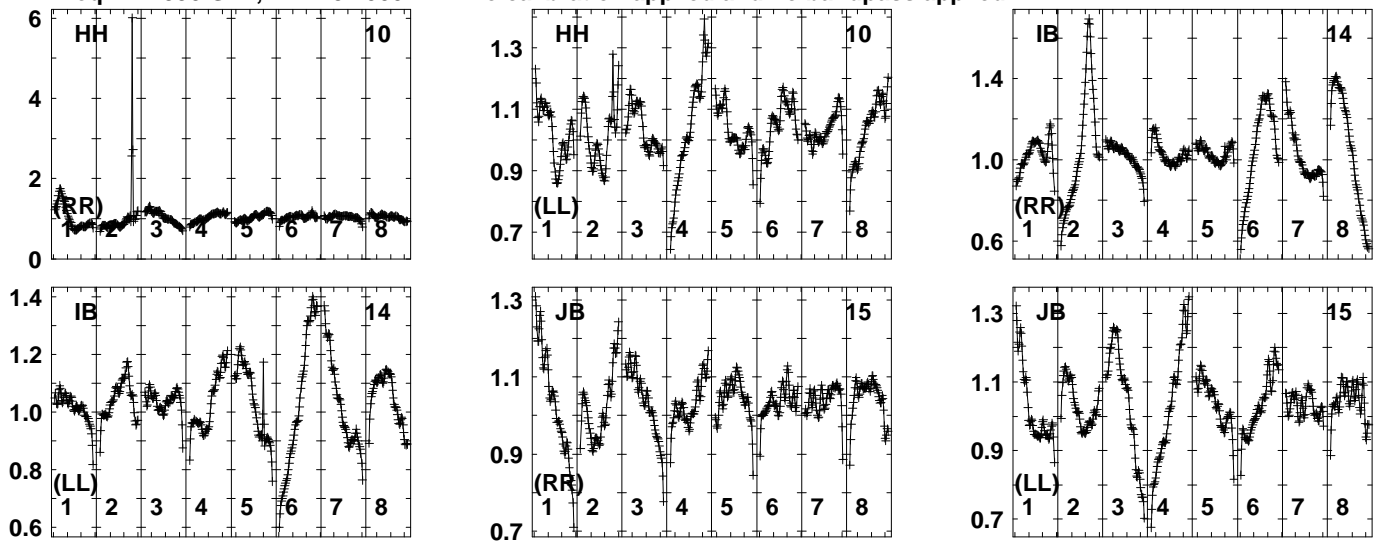 HH 10 HH 10 IB 14
6 4 2 0 (RR) 1 2 3 4 5 6 7 8
1.3 1.1 0.9 0.7 (LL) 1 2 3 4 5 6 7 8
1.4 1.0 0.6 (RR) 1 2 3 4 5 6 7 8
IB 14 JB 15 JB 15
1.4 1.2 1.0 0.8 0.6 (LL) 1 2 3 4 5 6 7 8
1.3 1.1 0.9 0.7 (RR) 1 2 3 4 5 6 7 8
1.3 1.1 0.9 0.7 (LL) 1 2 3 4 5 6 7 8